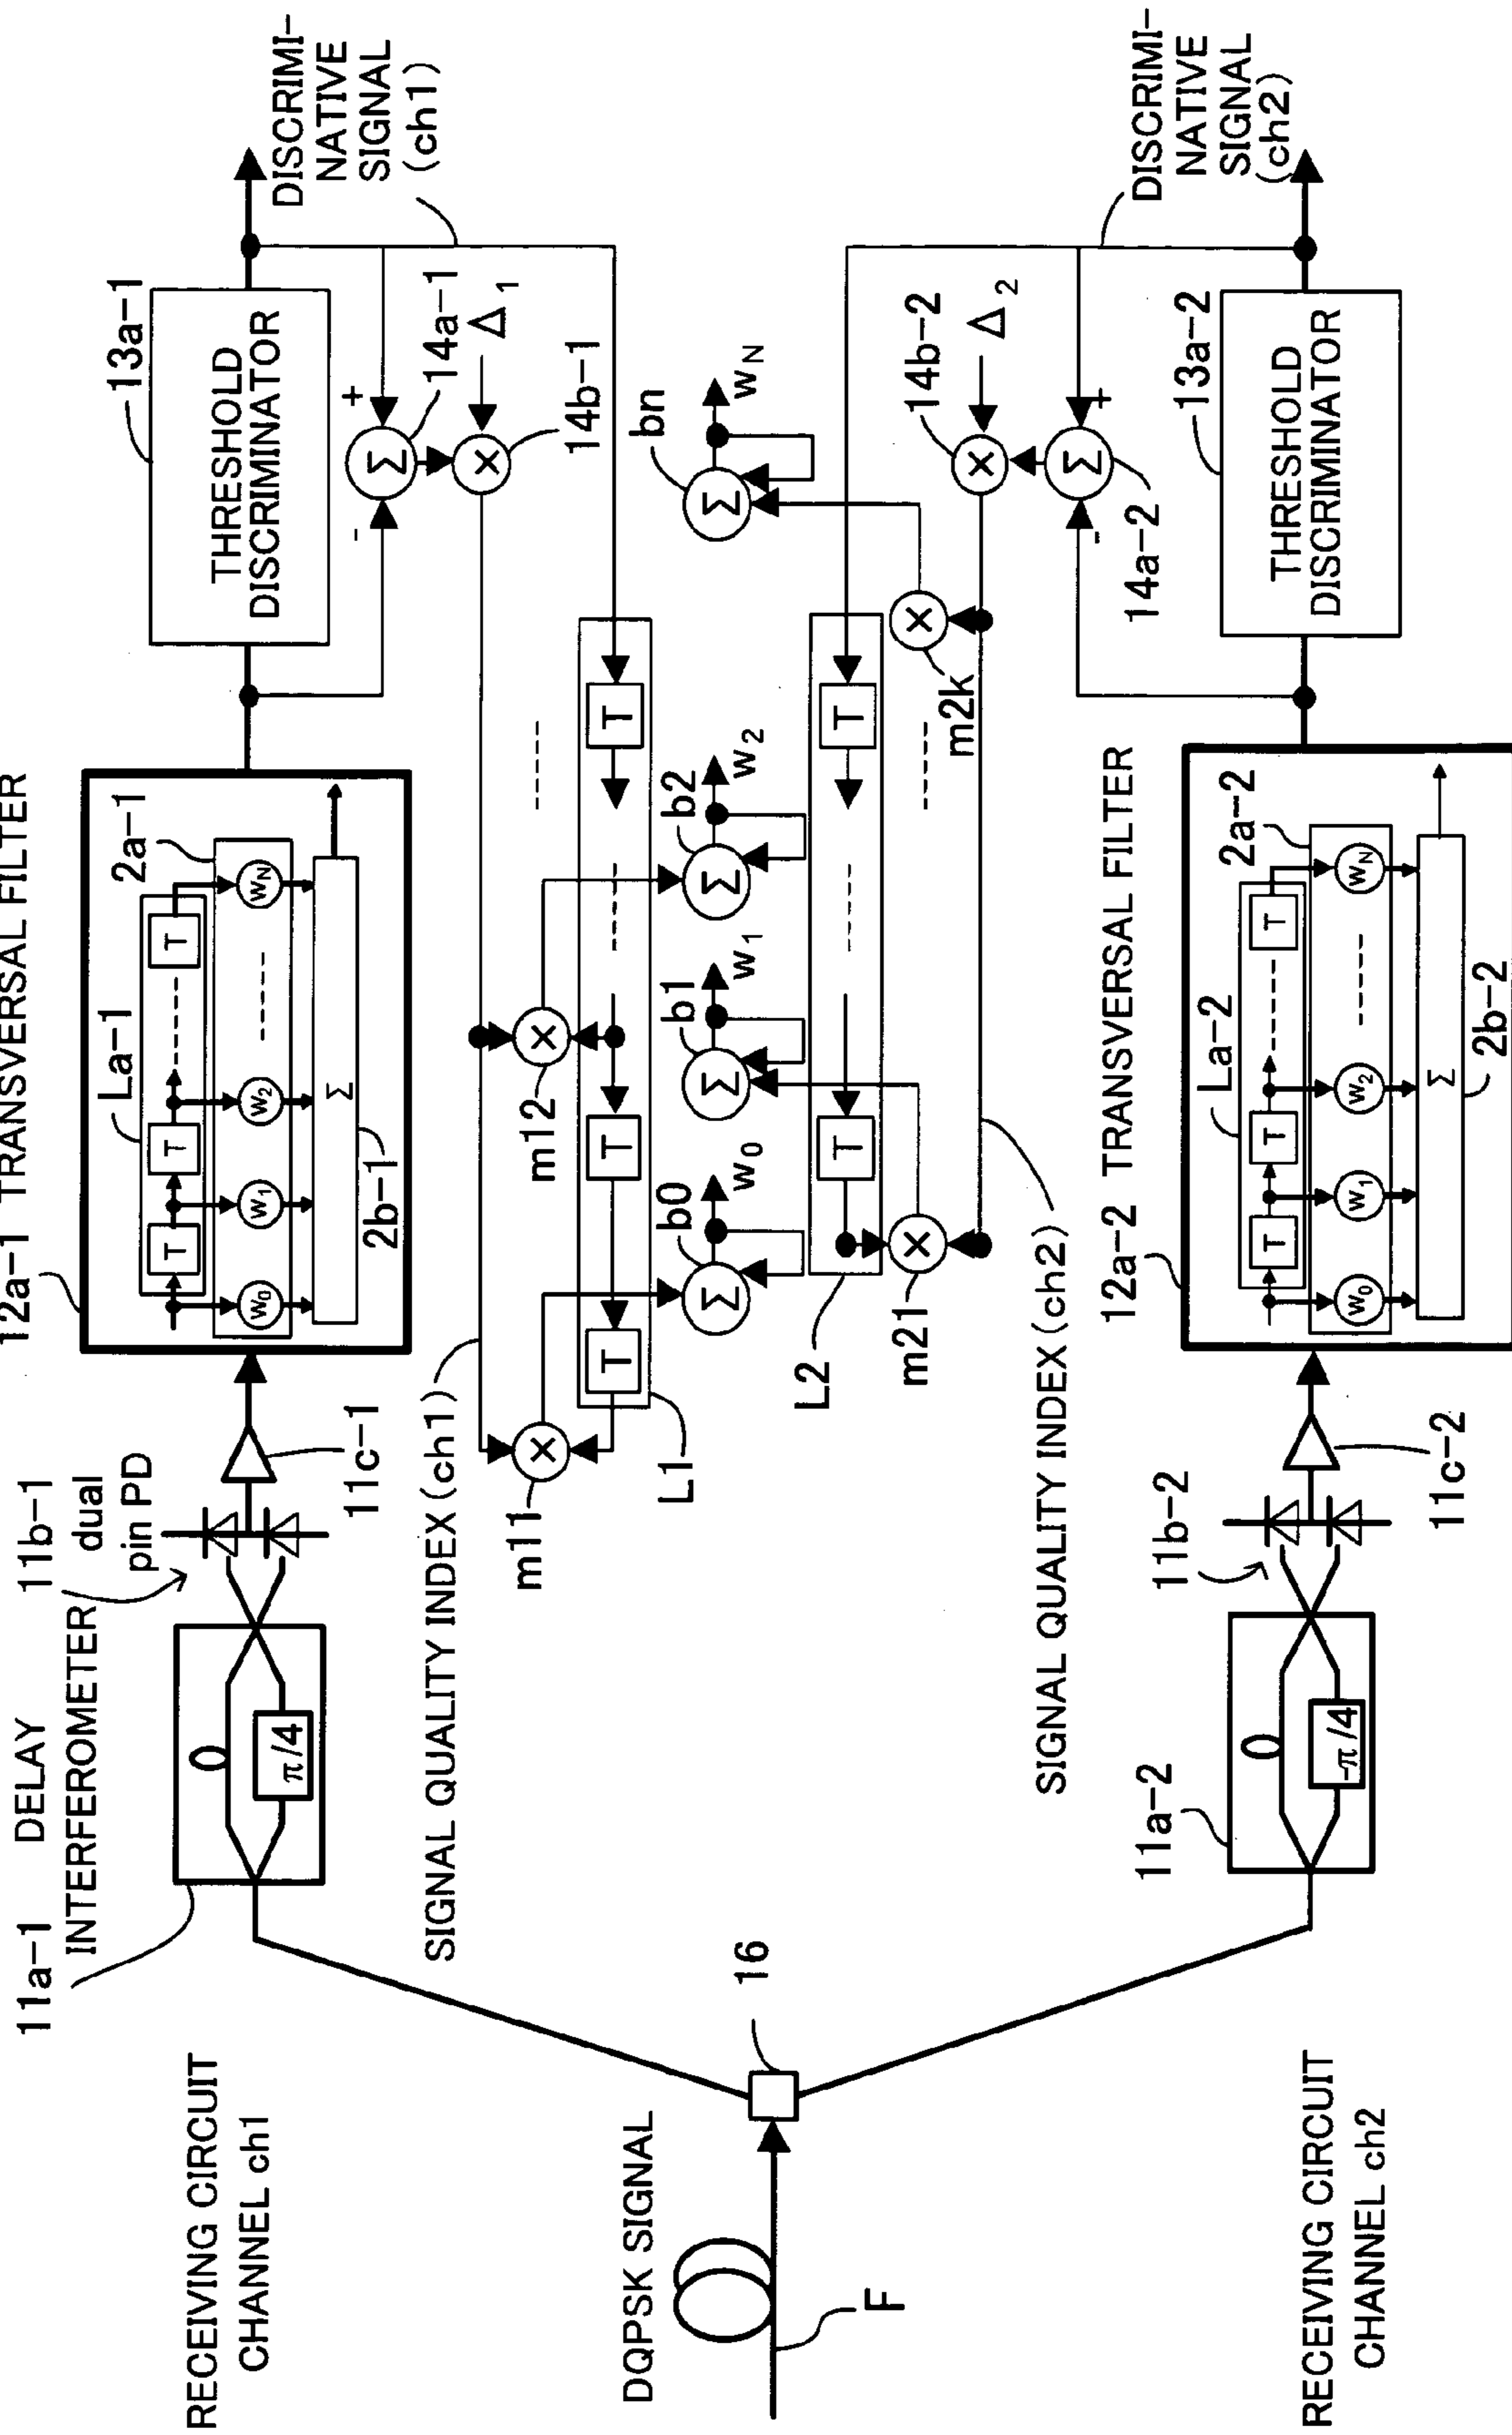 RECEIVING CIRCUIT
CHANNEL ch1
11a-1 DELAY
INTERFEROMETER
0
π/4
11b-1
dual
pin PD
11c-1
12a-1 TRANSVERSAL FILTER
La-1
T
T
T
2a-1
W0
W1
W2
WN
Σ
2b-1
13a-1
THRESHOLD
DISCRIMINATOR
DISCRIMI-
NATIVE
SIGNAL
(ch1)
+
-
Σ
14a-1
Δ1
×
14b-1
SIGNAL QUALITY INDEX (ch1)
m11
×
m12
×
L1
T
T
T
b0
Σ
W0
b1
Σ
W1
b2
Σ
W2
bn
Σ
WN
L2
T
T
m21
×
m2k
×
14b-2
×
Δ2
Σ
14a-2
+
-
SIGNAL QUALITY INDEX (ch2)
DISCRIMI-
NATIVE
SIGNAL
(ch2)
DQPSK SIGNAL
F
16
RECEIVING CIRCUIT
CHANNEL ch2
11a-2
0
-π/4
11b-2
11c-2
12a-2 TRANSVERSAL FILTER
La-2
T
T
T
2a-2
W0
W1
W2
WN
Σ
2b-2
13a-2
THRESHOLD
DISCRIMINATOR